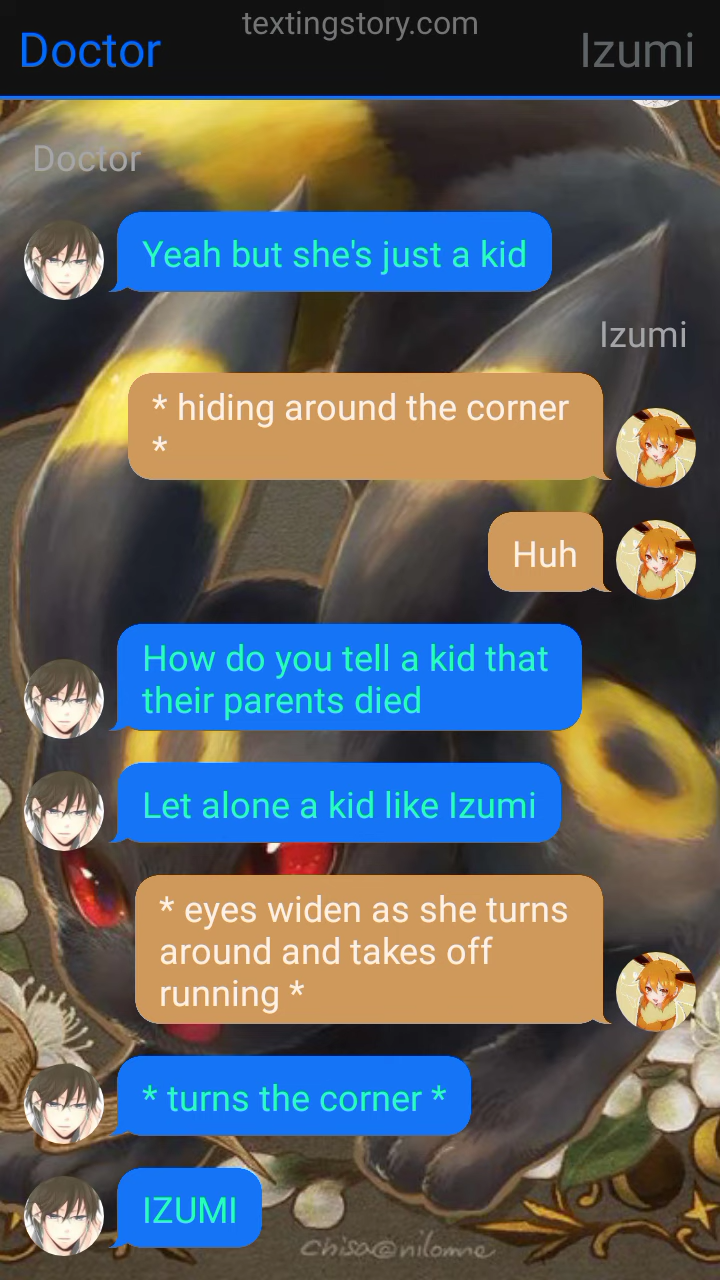 textingstory.com
Doctor
Izumi
Doctor
Yeah but she's just a kid
Izumi
* hiding around the corner
*
Huh
How do you tell a kid that
their parents died
Let alone a kid like Izumi
* eyes widen as she turns
around and takes off
running *
* turns the corner *
IZUMI
chisa@nilomne